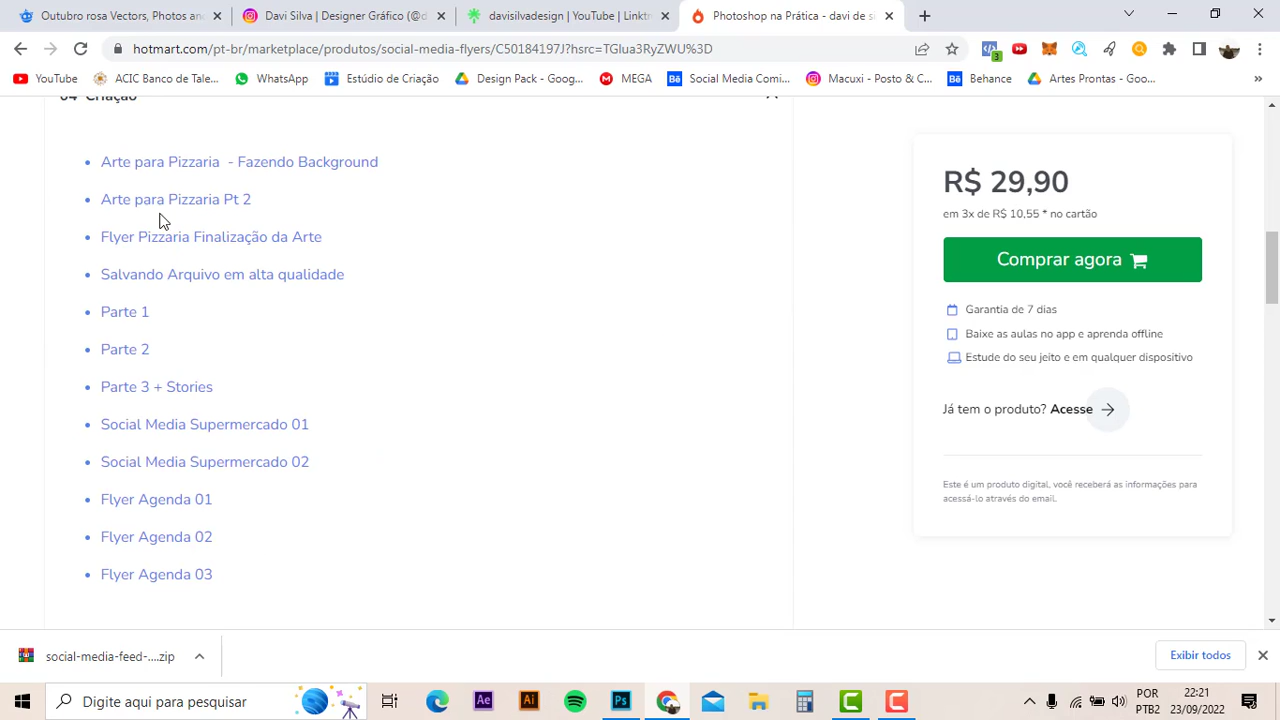 Outubro rosa Vectors, Photos an
Davi Silva | Designer Gráfico (@d
davisilvadesign | YouTube | Linktr
Photoshop na Prática - davi de s
hotmart.com/pt-br/marketplace/produtos/social-media-flyers/C50184197J?hsrc=TGIua3RyZWU%3D
3
YouTube
ACIC Banco de Tale...
WhatsApp
Estúdio de Criação
Design Pack - Goog...
MEGA
Social Media Comi...
Macuxi - Posto & C...
Behance
Artes Prontas - Goo...
»
04 Criação
• Arte para Pizzaria - Fazendo Background
• Arte para Pizzaria Pt 2
• Flyer Pizzaria Finalização da Arte
• Salvando Arquivo em alta qualidade
• Parte 1
• Parte 2
• Parte 3 + Stories
• Social Media Supermercado 01
• Social Media Supermercado 02
• Flyer Agenda 01
• Flyer Agenda 02
• Flyer Agenda 03
R$ 29,90
em 3x de R$ 10,55 * no cartão
Comprar agora
Garantia de 7 dias
Baixe as aulas no app e aprenda offline
Estude do seu jeito e em qualquer dispositivo
Já tem o produto? Acesse
Este é um produto digital, você receberá as informações para
acessá-lo através do email.
social-media-feed-....zip
Exibir todos
Digite aqui para pesquisar
Ae
Ai
Ps
POR
PTB2
22:21
23/09/2022